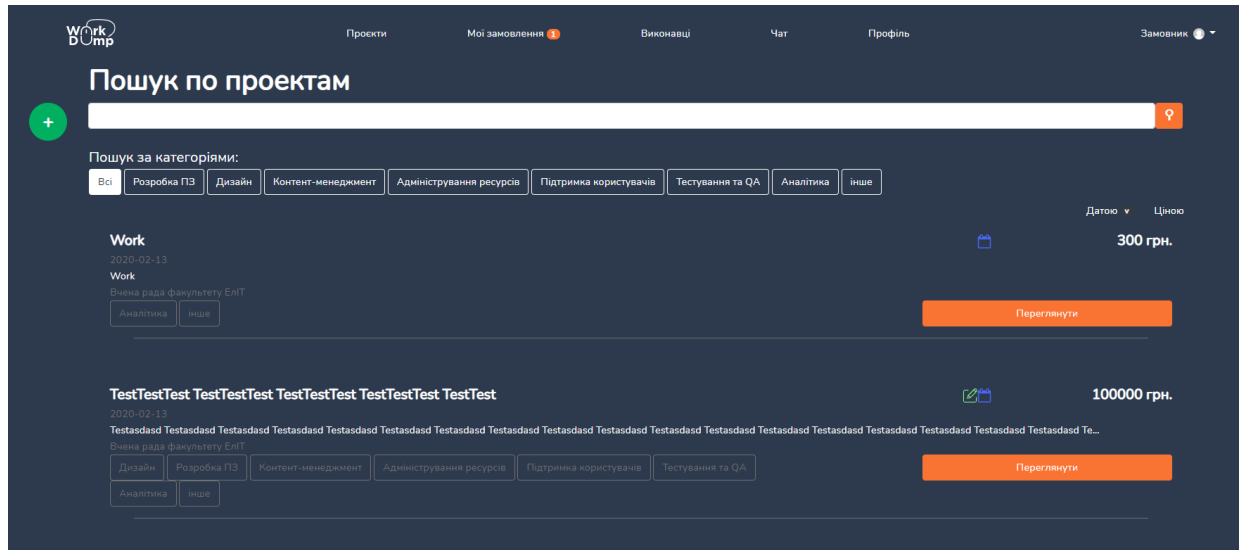 Work
Dump
Проєкти
Мої замовлення 1
Виконавці
Чат
Профіль
Замовник
Пошук по проектам
+
Пошук за категоріями:
Всі
Розробка ПЗ
Дизайн
Контент-менеджмент
Адміністрування ресурсів
Підтримка користувачів
Тестування та QA
Аналітика
інше
Датою v
Ціною
Work
300 грн.
2020-02-13
Work
Вчена рада факультету ЕлІТ
Аналітика
інше
Переглянути
TestTestTest TestTestTest TestTestTest TestTestTest TestTest
100000 грн.
2020-02-13
Testasdasd Testasdasd Testasdasd Testasdasd Testasdasd Testasdasd Testasdasd Testasdasd Testasdasd Testasdasd Testasdasd Testasdasd Testasdasd Testasdasd Testasdasd Testasdasd Testasdasd Testasdasd Te...
Вчена рада факультету ЕлІТ
Дизайн
Розробка ПЗ
Контент-менеджмент
Адміністрування ресурсів
Підтримка користувачів
Тестування та QA
Переглянути
Аналітика
інше